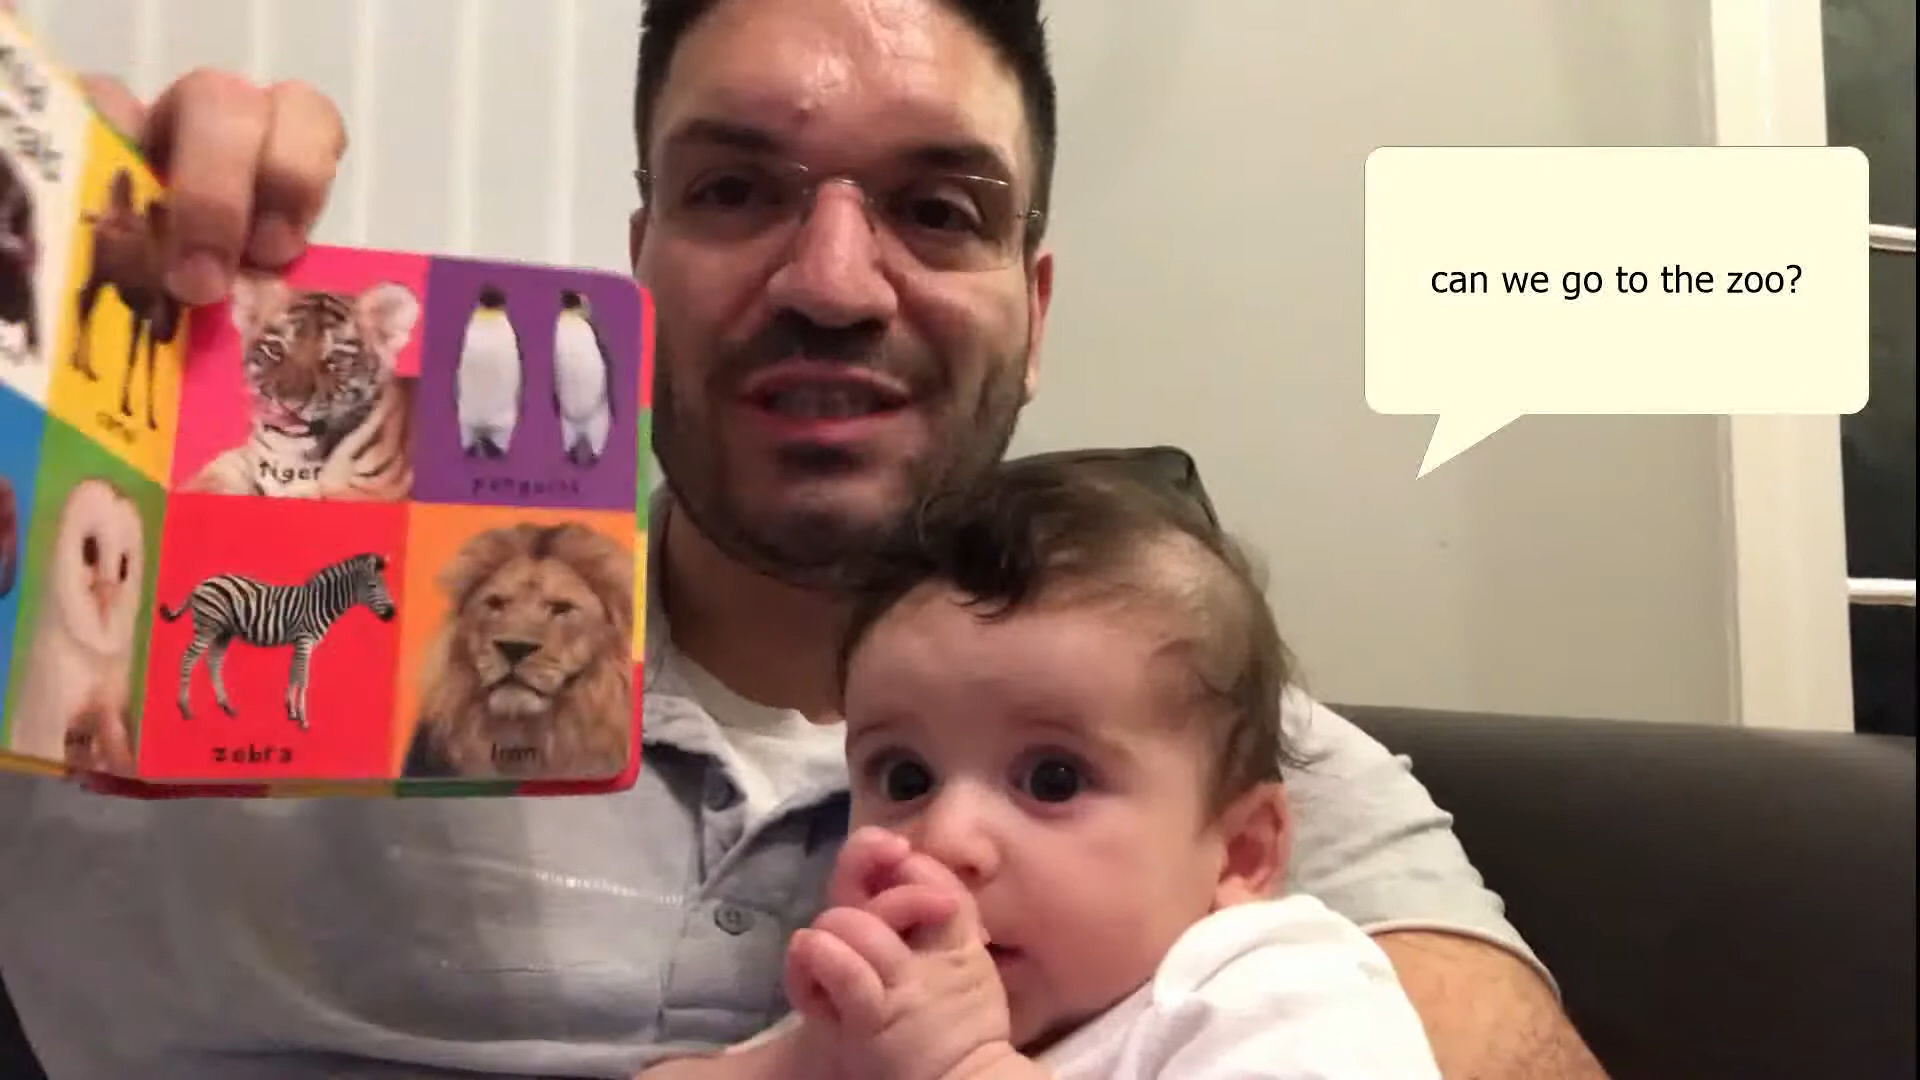 tiger
penguins
zebra
lion
can we go to the zoo?